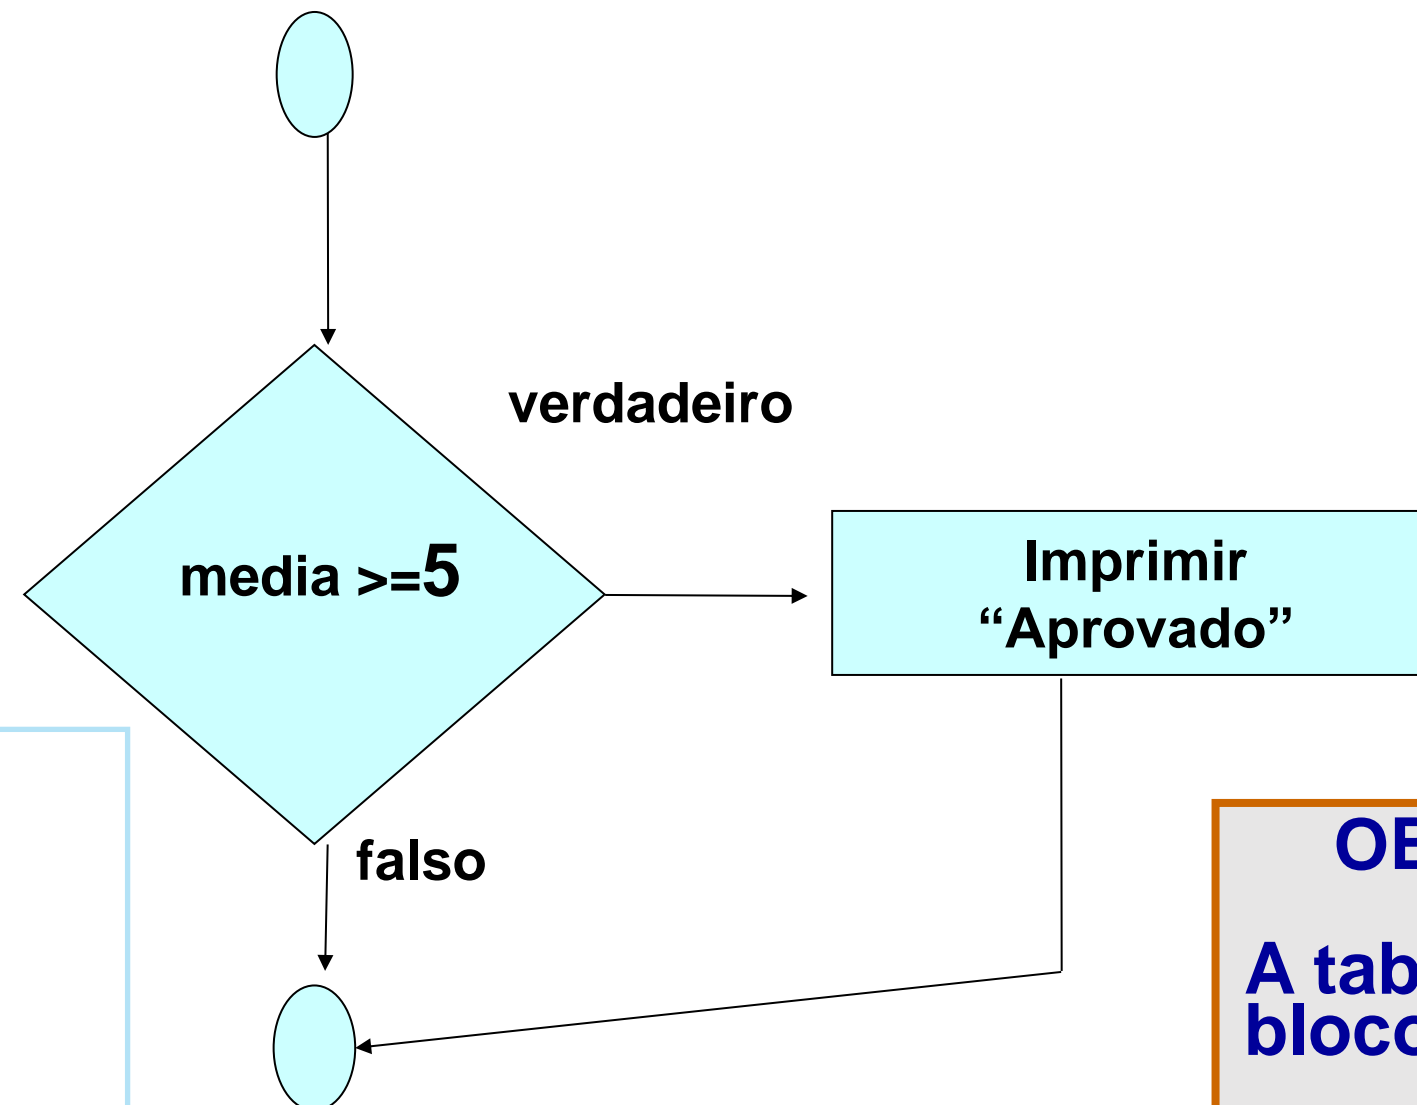 verdadeiro
media >=5
Imprimir
“Aprovado”
falso
A